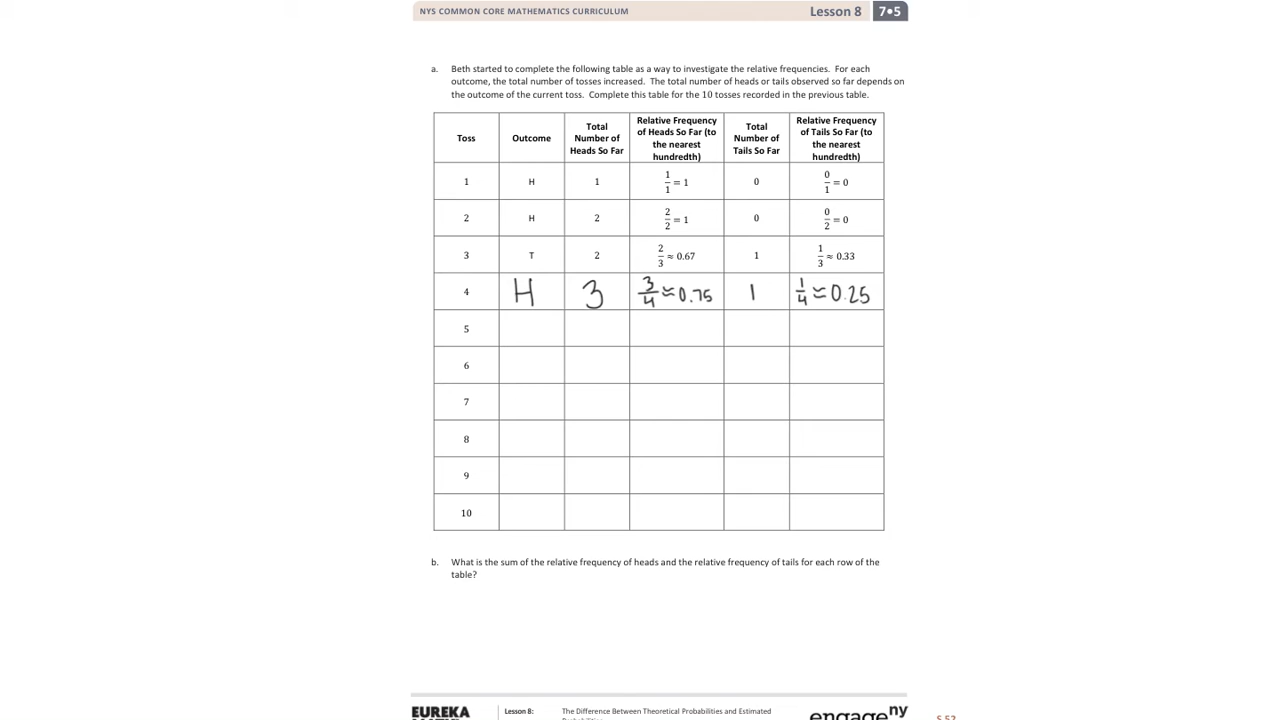 NYS COMMON CORE MATHEMATICS CURRICULUM Lesson 8 7•5
a. Beth started to complete the following table as a way to investigate the relative frequencies. For each
outcome, the total number of tosses increased. The total number of heads or tails observed so far depends on
the outcome of the current toss. Complete this table for the 10 tosses recorded in the previous table.
Toss Outcome Total Number of Heads So Far Relative Frequency of Heads So Far (to the nearest hundredth) Total Number of Tails So Far Relative Frequency of Tails So Far (to the nearest hundredth)
1 H 1 1/1 = 1 0 0/1 = 0
2 H 2 2/2 = 1 0 0/2 = 0
3 T 2 2/3 ≈ 0.67 1 1/3 ≈ 0.33
4 H 3 3/4 ≈ 0.75 1 1/4 ≈ 0.25
5
6
7
8
9
10
b. What is the sum of the relative frequency of heads and the relative frequency of tails for each row of the
table?
EUREKA Lesson 8: The Difference Between Theoretical Probabilities and Estimated engageny
S.52